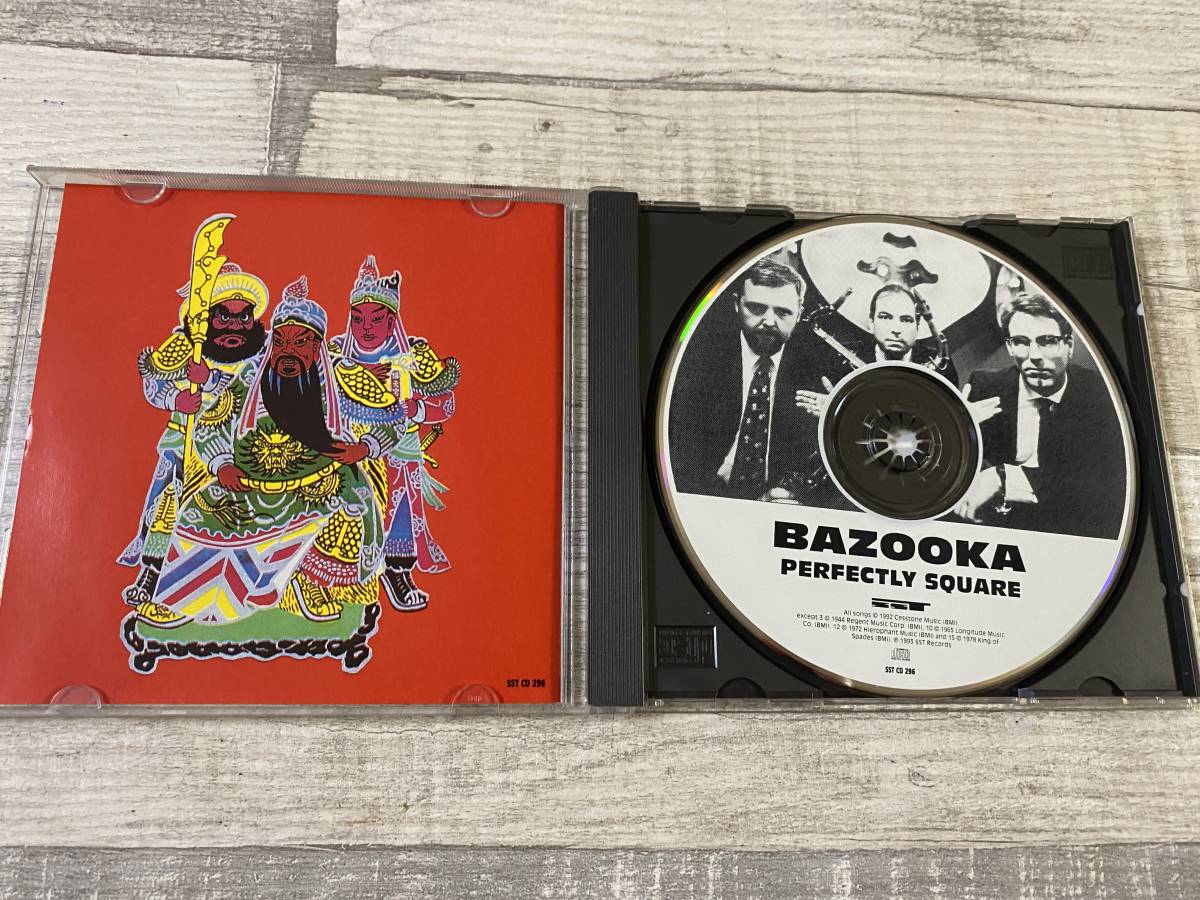 SST CD 296
BAZOOKA
PERFECTLY SQUARE
SST
All songs © 1992 Cesstone Music (BMI),
except 3 © 1944 Regent Music Corp. (BMI), 10 © 1965 Longitude Music
Co. (BMI), 12 © 1972 Hierophant Music (BMI) and 15 © 1978 King of
Spades (BMI). ℗ 1993 SST Records
SST CD 296